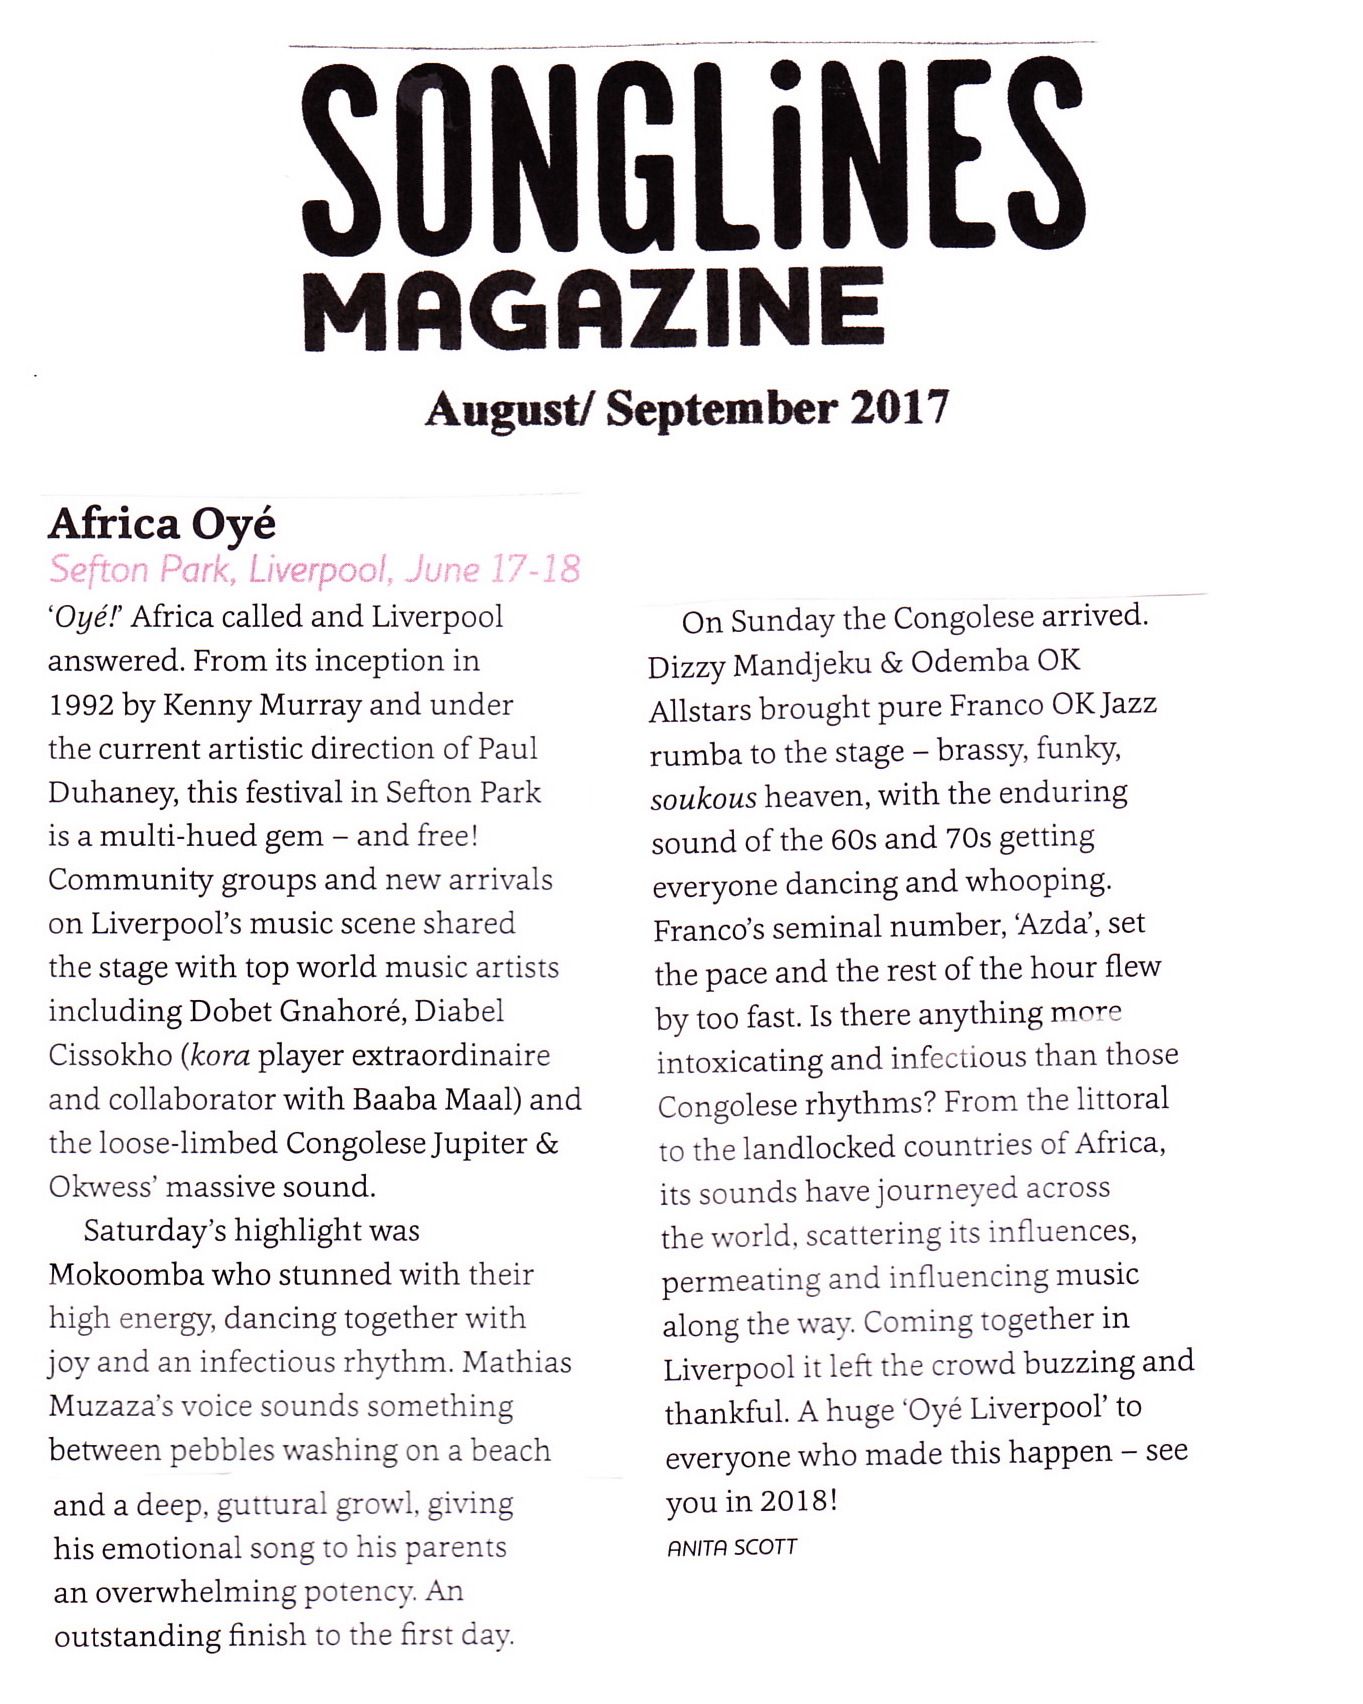 SONGLiNES
MAGAZINE
August/ September 2017
Africa Oyé
Sefton Park, Liverpool, June 17-18
‘Oyé!’ Africa called and Liverpool
answered. From its inception in
1992 by Kenny Murray and under
the current artistic direction of Paul
Duhaney, this festival in Sefton Park
is a multi-hued gem – and free!
Community groups and new arrivals
on Liverpool’s music scene shared
the stage with top world music artists
including Dobet Gnahoré, Diabel
Cissokho (kora player extraordinaire
and collaborator with Baaba Maal) and
the loose-limbed Congolese Jupiter &
Okwess’ massive sound.
Saturday’s highlight was
Mokoomba who stunned with their
high energy, dancing together with
joy and an infectious rhythm. Mathias
Muzaza’s voice sounds something
between pebbles washing on a beach
and a deep, guttural growl, giving
his emotional song to his parents
an overwhelming potency. An
outstanding finish to the first day.
On Sunday the Congolese arrived.
Dizzy Mandjeku & Odemba OK
Allstars brought pure Franco OK Jazz
rumba to the stage – brassy, funky,
soukous heaven, with the enduring
sound of the 60s and 70s getting
everyone dancing and whooping.
Franco’s seminal number, ‘Azda’, set
the pace and the rest of the hour flew
by too fast. Is there anything more
intoxicating and infectious than those
Congolese rhythms? From the littoral
to the landlocked countries of Africa,
its sounds have journeyed across
the world, scattering its influences,
permeating and influencing music
along the way. Coming together in
Liverpool it left the crowd buzzing and
thankful. A huge ‘Oyé Liverpool’ to
everyone who made this happen – see
you in 2018!
ANITA SCOTT